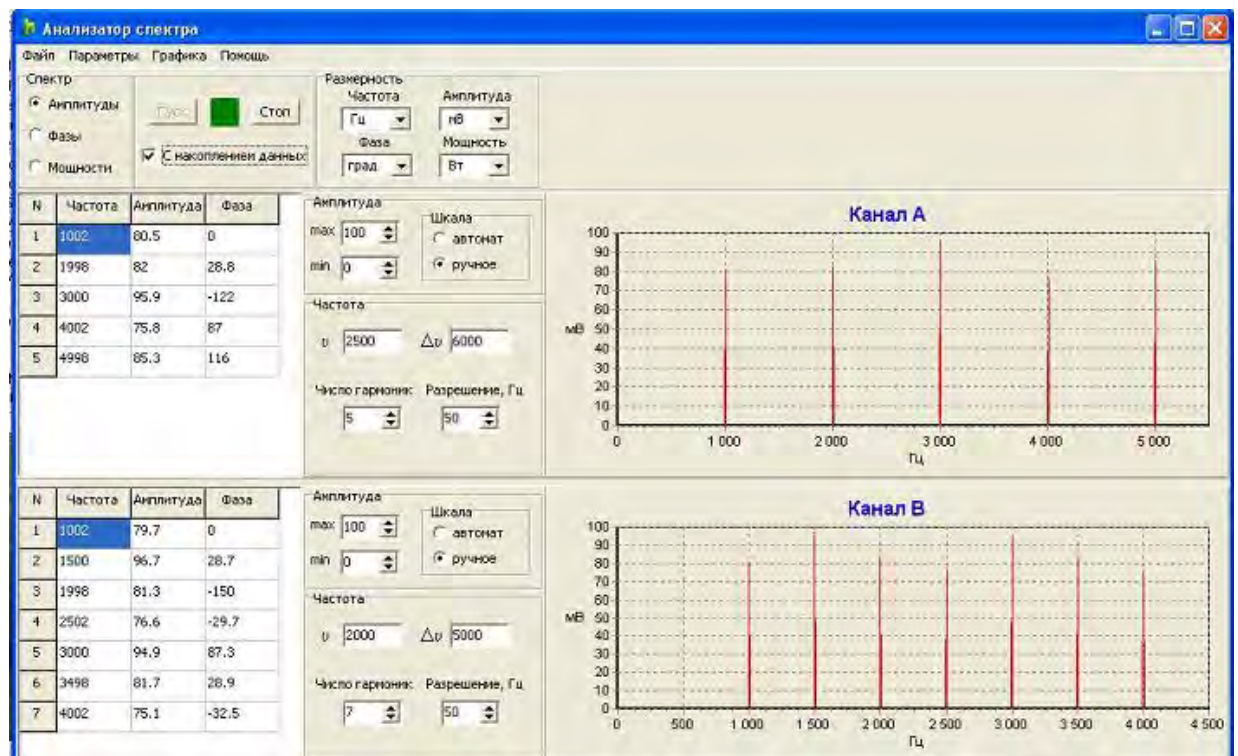 Анализатор спектра
Файл Параметры Графика Помощь
Спектр
Амплитуды
Фазы
Мощности
Пуск
Стоп
С накоплением данных
Размерность
Частота Амплитуда
Гц мВ
Фаза Мощность
град Вт
N Частота Амплитуда Фаза
1 1002 80.5 0
2 1998 82 28.8
3 3000 95.9 -122
4 4002 75.8 87
5 4998 85.3 116
Амплитуда
max 100
min 0
Шкала
автомат
ручное
Частота
υ 2500 Δυ 6000
Число гармоник Разрешение, Гц
5 50
Канал А
100
90
80
70
60
мВ 50
40
30
20
10
0
0 1 000 2 000 3 000 4 000 5 000
Гц
N Частота Амплитуда Фаза
1 1002 79.7 0
2 1500 96.7 28.7
3 1998 81.3 -150
4 2502 76.6 -29.7
5 3000 94.9 87.3
6 3498 81.7 28.9
7 4002 75.1 -32.5
Амплитуда
max 100
min 0
Шкала
автомат
ручное
Частота
υ 2000 Δυ 5000
Число гармоник Разрешение, Гц
7 50
Канал В
100
90
80
70
60
мВ 50
40
30
20
10
0
0 500 1 000 1 500 2 000 2 500 3 000 3 500 4 000 4 500
Гц